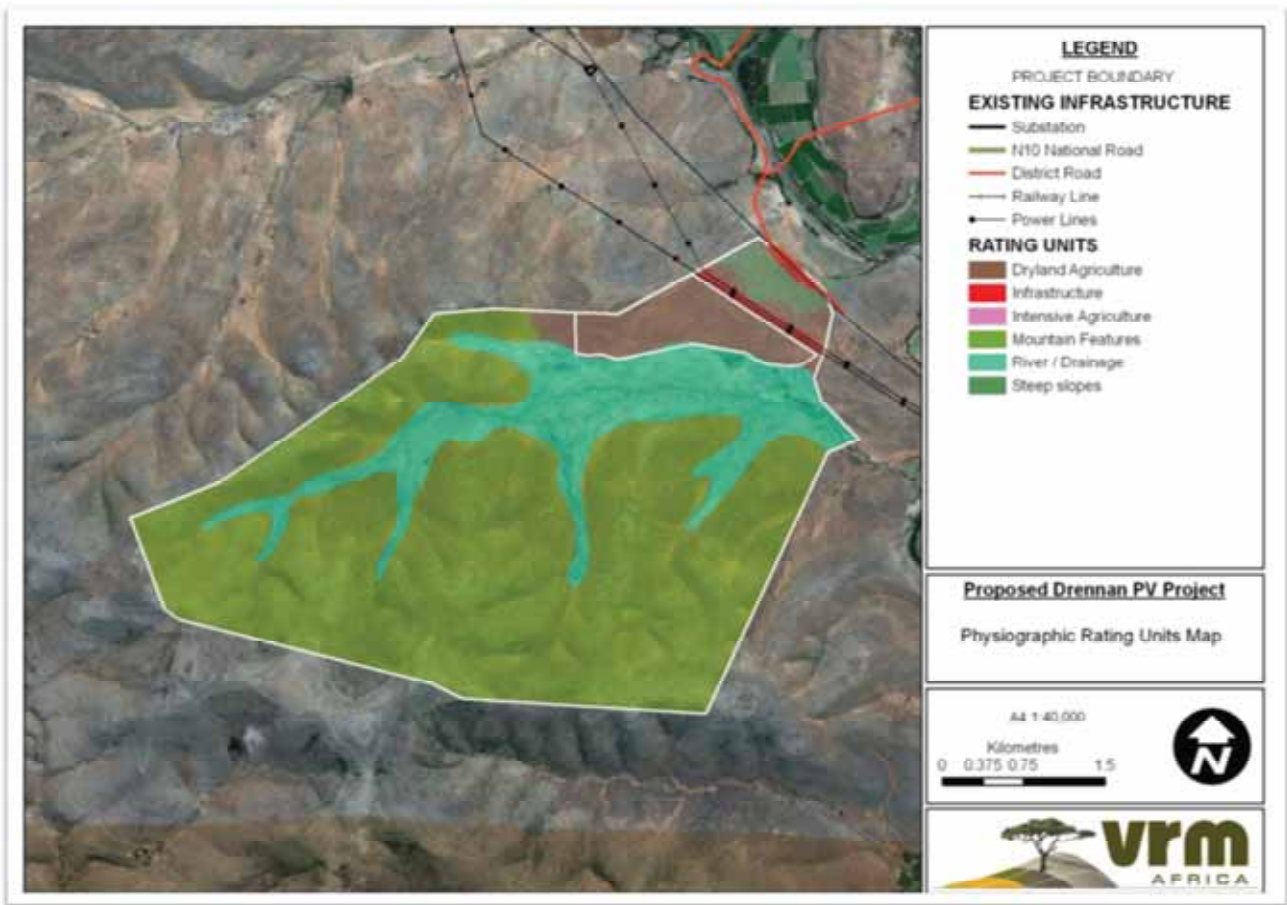 LEGEND
PROJECT BOUNDARY
EXISTING INFRASTRUCTURE
Substation
N10 National Road
District Road
Railway Line
Power Lines
RATING UNITS
Dryland Agriculture
Infrastructure
Intensive Agriculture
Mountain Features
River / Drainage
Steep slopes
Proposed Drennan PV Project
Physiographic Rating Units Map
A4 1:40,000
Kilometres
0 0.375 0.75 1.5
N
vrm
AFRICA